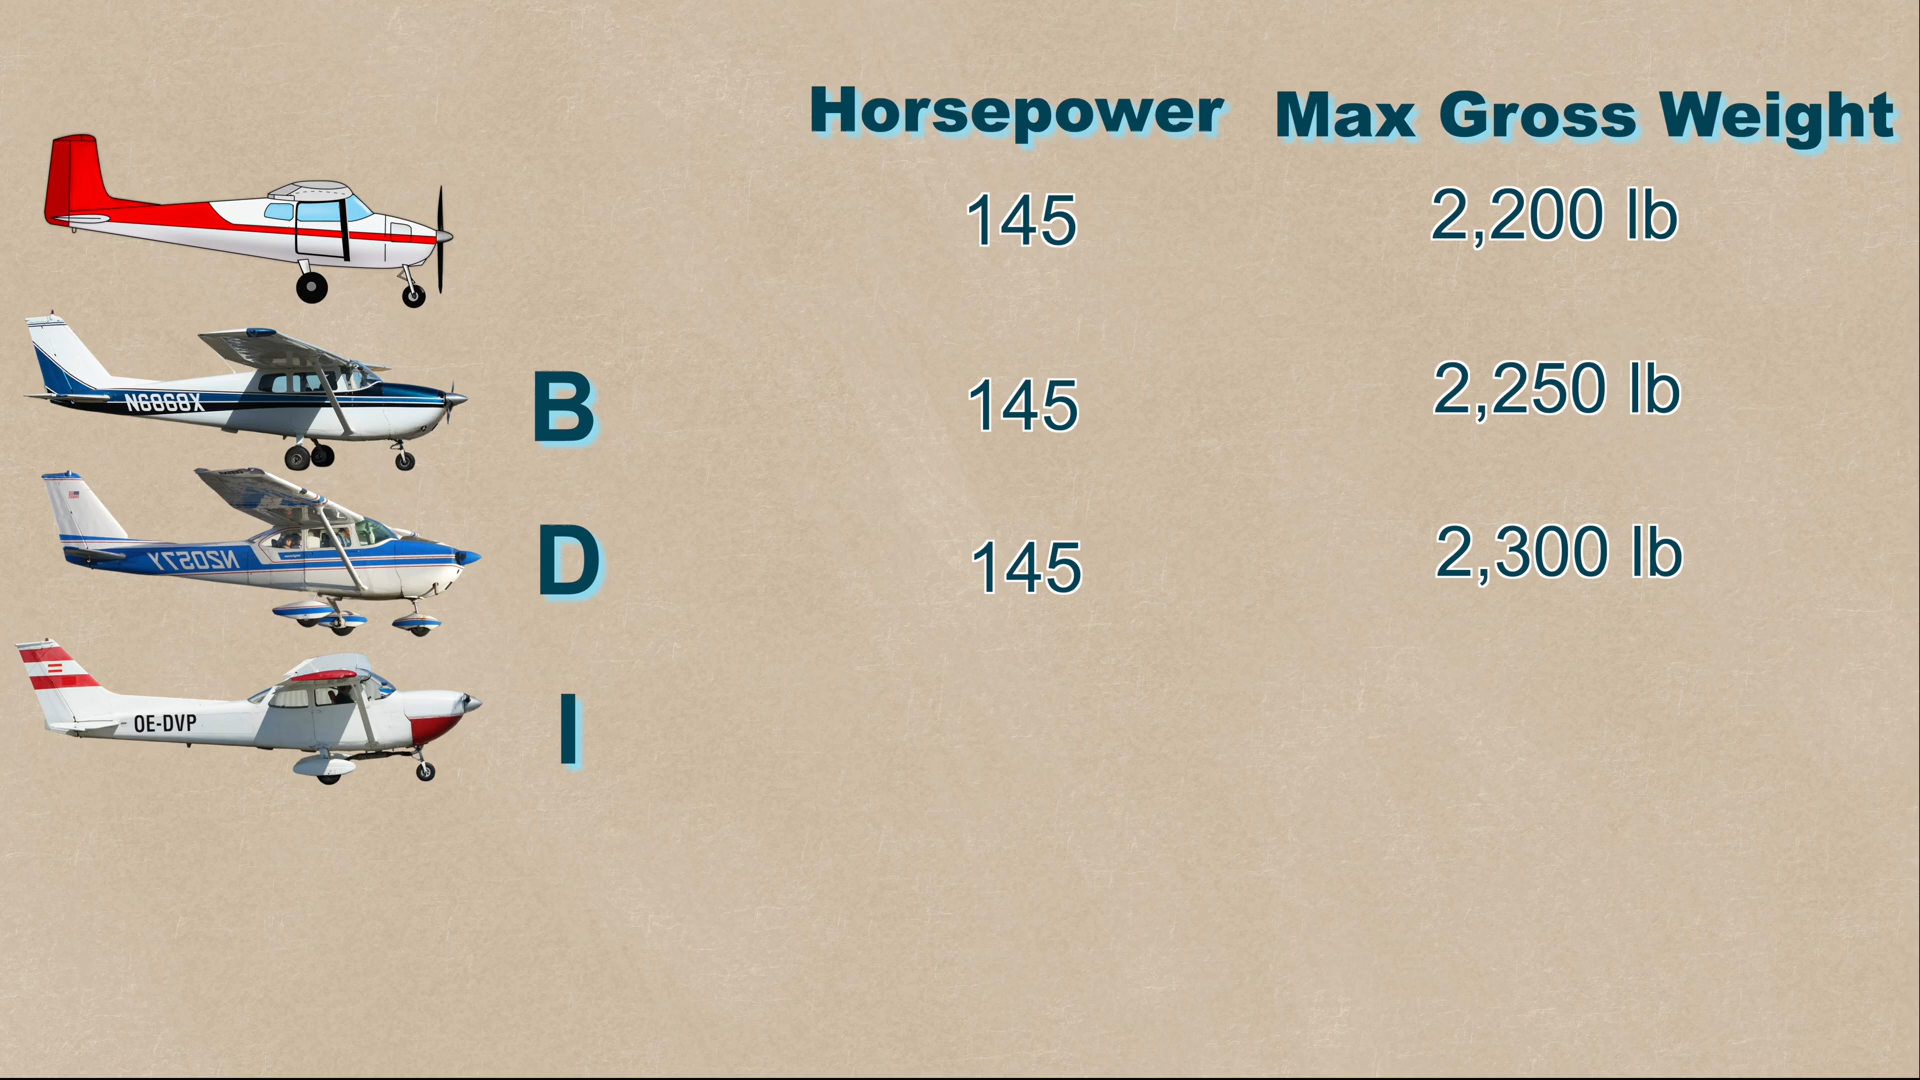 Horsepower Max Gross Weight
145 2,200 lb
N6868X B 145 2,250 lb
N2057Y D 145 2,300 lb
OE-DVP I